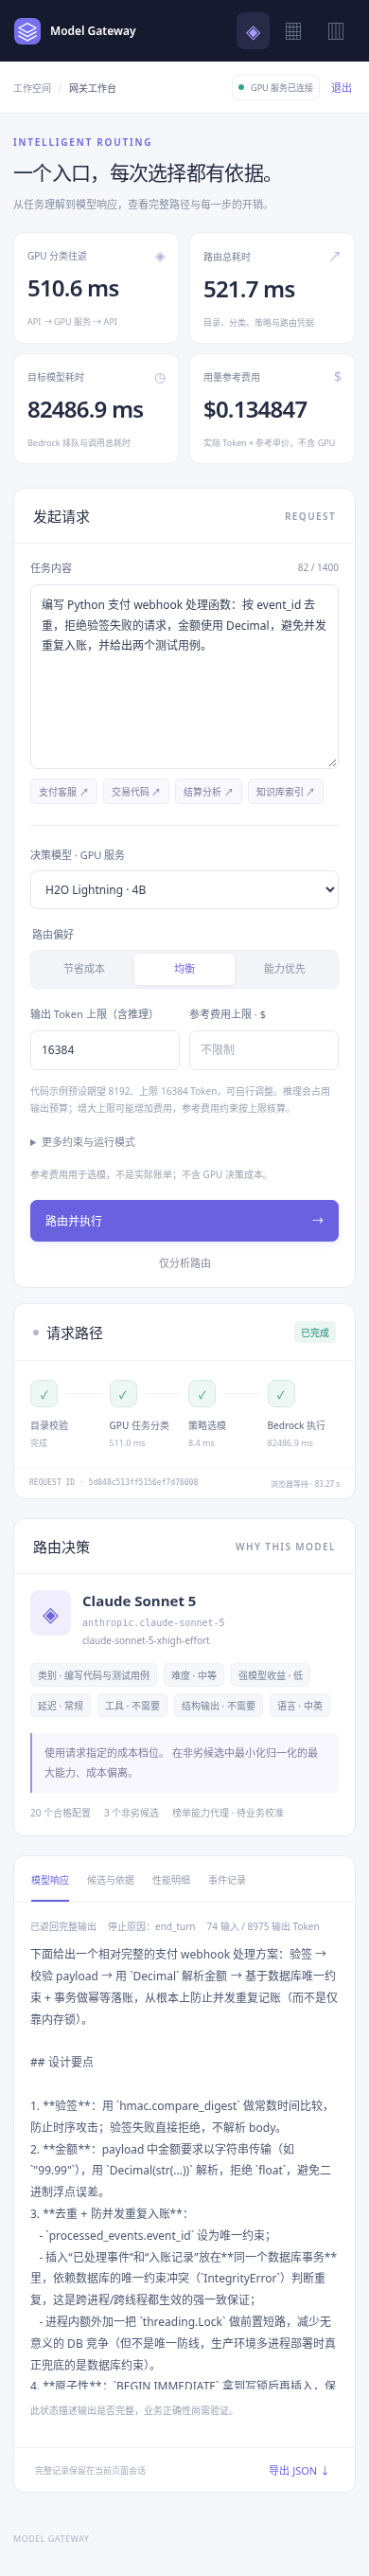 Model Gateway
工作空间 / 网关工作台
GPU 服务已连接
退出
INTELLIGENT ROUTING
一个入口，每次选择都有依据。
从任务理解到模型响应，查看完整路径与每一步的开销。
GPU 分类往返
510.6 ms
API → GPU 服务 → API
路由总耗时
521.7 ms
目录、分类、策略与路由凭据
目标模型耗时
82486.9 ms
Bedrock 排队与调用总耗时
用量参考费用
$
$0.134847
实际 Token × 参考单价，不含 GPU
发起请求
REQUEST
任务内容
82 / 1400
编写 Python 支付 webhook 处理函数：按 event_id 去
重，拒绝验签失败的请求，金额使用 Decimal，避免并发
重复入账，并给出两个测试用例。
支付客服 ↗
交易代码 ↗
结算分析 ↗
知识库索引 ↗
决策模型 · GPU 服务
H2O Lightning · 4B
路由偏好
节省成本
均衡
能力优先
输出 Token 上限（含推理）
参考费用上限 · $
16384
不限制
代码示例预设期望 8192、上限 16384 Token，可自行调整。推理会占用
输出预算；增大上限可能增加费用，参考费用约束按上限核算。
▶ 更多约束与运行模式
参考费用用于选模，不是实际账单；不含 GPU 决策成本。
路由并执行 →
仅分析路由
请求路径
已完成
✓ ✓ ✓ ✓
目录校验
完成
GPU 任务分类
511.0 ms
策略选模
8.4 ms
Bedrock 执行
82486.9 ms
REQUEST ID · 5d048c513ff5156ef7d76008
浏览器等待 · 83.27 s
路由决策
WHY THIS MODEL
Claude Sonnet 5
anthropic.claude-sonnet-5
claude-sonnet-5-xhigh-effort
类别 · 编写代码与测试用例
难度 · 中等
强模型收益 · 低
延迟 · 常规
工具 · 不需要
结构输出 · 不需要
语言 · 中英
使用请求指定的成本档位。 在非劣候选中最小化归一化的最
大能力、成本偏离。
20 个合格配置
3 个非劣候选
榜单能力代理 · 待业务校准
模型响应
候选与依据
性能明细
事件记录
已返回完整输出
停止原因：end_turn
74 输入 / 8975 输出 Token
下面给出一个相对完整的支付 webhook 处理方案：验签 →
校验 payload → 用 `Decimal` 解析金额 → 基于数据库唯一约
束 + 事务做幂等落账，从根本上防止并发重复记账（而不是仅
靠内存锁）。
## 设计要点
1. **验签**：用 `hmac.compare_digest` 做常数时间比较，
防止时序攻击；验签失败直接拒绝，不解析 body。
2. **金额**：payload 中金额要求以字符串传输（如
`"99.99"`），用 `Decimal(str(...))` 解析，拒绝 `float`，避免二
进制浮点误差。
3. **去重 + 防并发重复入账**：
- `processed_events.event_id` 设为唯一约束；
- 插入“已处理事件”和“入账记录”放在**同一个数据库事务**
里，依赖数据库的唯一约束冲突（`IntegrityError`）判断重
复，这是跨进程/跨线程都生效的强一致保证；
- 进程内额外加一把 `threading.Lock` 做前置短路，减少无
意义的 DB 竞争（但不是唯一防线，生产环境多进程部署时真
正兜底的是数据库约束）。
4. **原子性**：`BEGIN IMMEDIATE` 拿到写锁后再插入，保
此状态描述输出是否完整，业务正确性尚需验证。
完整记录保留在当前页面会话
导出 JSON ↓
MODEL GATEWAY